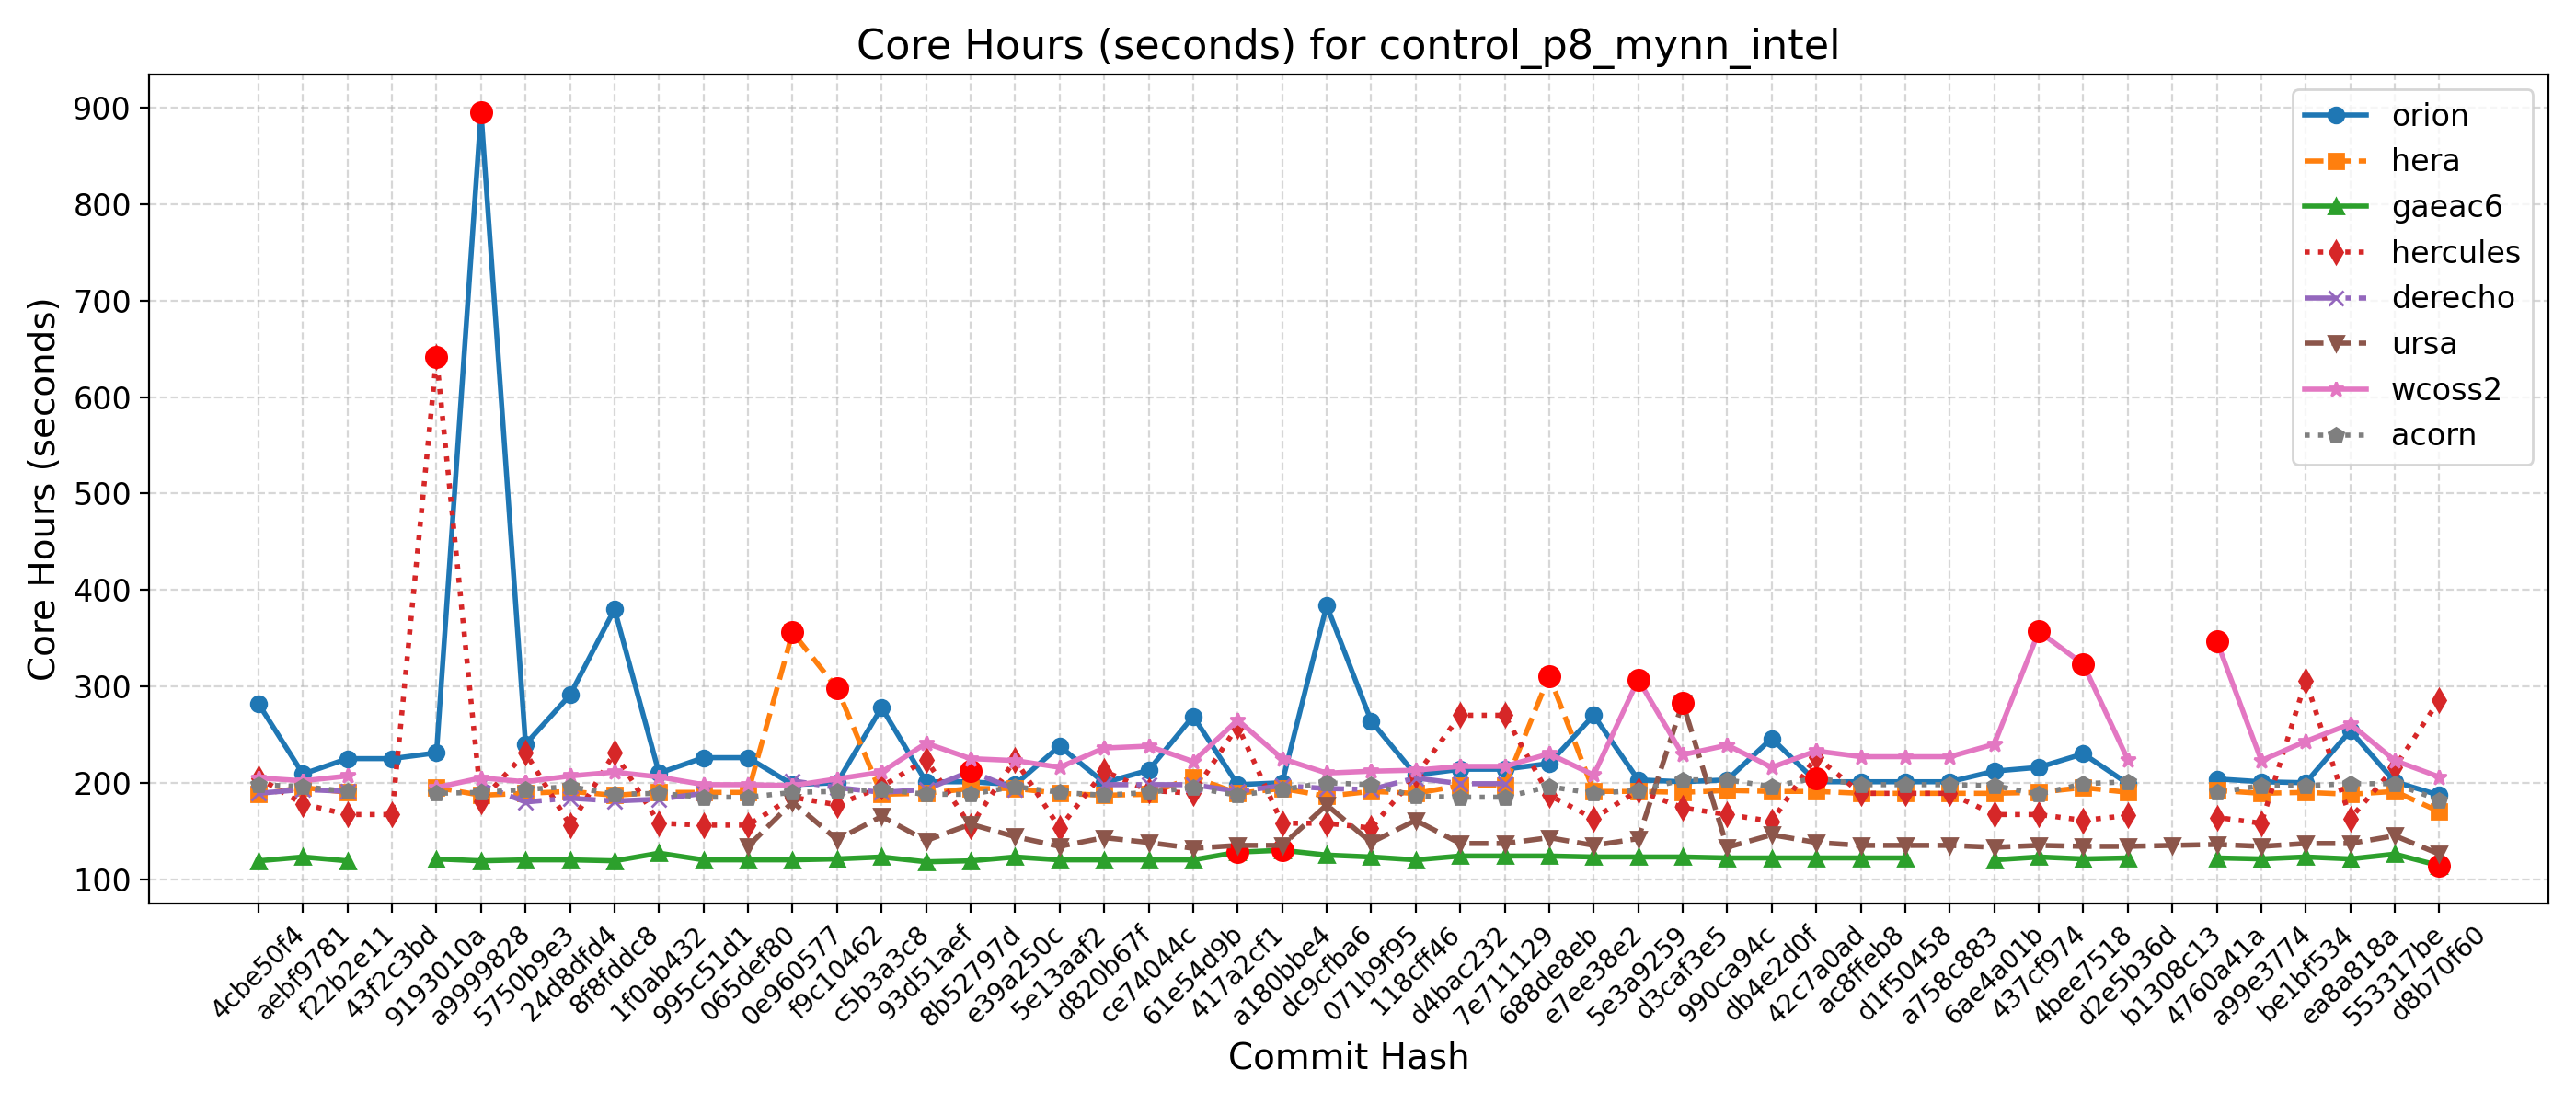 Core Hours (seconds) for control_p8_mynn_intel
Core Hours (seconds)
900
800
700
600
500
400
300
200
100
orion
hera
gaeac6
hercules
derecho
ursa
wcoss2
acorn
4cbe50f4
aebf9781
f22b2e11
43f2c3bd
9193010a
a9999828
5750b9e3
24d8dfd4
8f8fddc8
1f0ab432
995c51d1
065def80
0e960577
f9c10462
c5b3a3c8
93d51aef
8b52797d
e39a250c
5e13aaf2
d820b67f
ce74044c
61e54d9b
417a2cf1
a180bbe4
dc9cfba6
071b9f95
118cff46
d4bac232
7e711129
688de8eb
e7ee38e2
5e3a9259
d3caf3e5
990ca94c
db4e2d0f
42c7a0ad
ac8ffeb8
d1f50458
a758c883
6ae4a01b
437cf974
4bee7518
d2e5b36d
b1308c13
4760a41a
a99e3774
be1bf534
ea8a818a
553317be
d8b70f60
Commit Hash